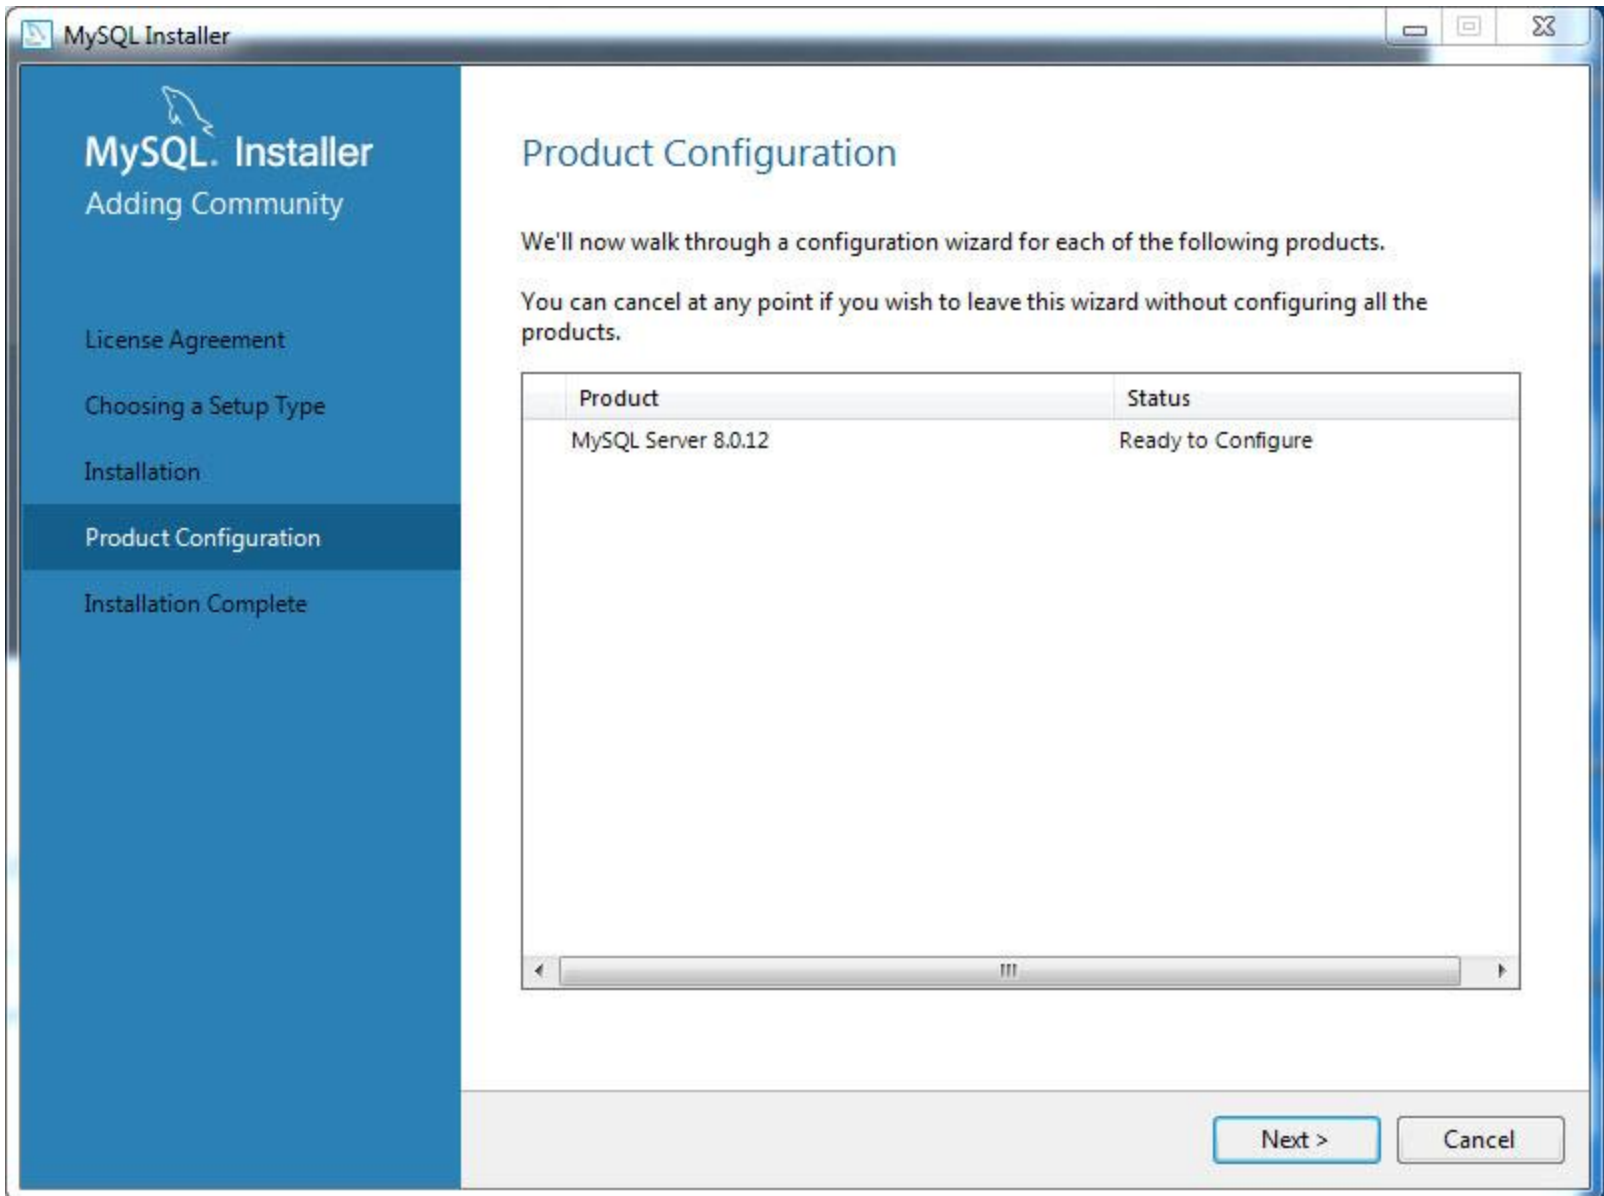 MySQL Installer
MySQL. Installer
Adding Community
License Agreement
Choosing a Setup Type
Installation
Product Configuration
Installation Complete
Product Configuration
We'll now walk through a configuration wizard for each of the following products.
You can cancel at any point if you wish to leave this wizard without configuring all the
products.
Product Status
MySQL Server 8.0.12 Ready to Configure
Next > Cancel